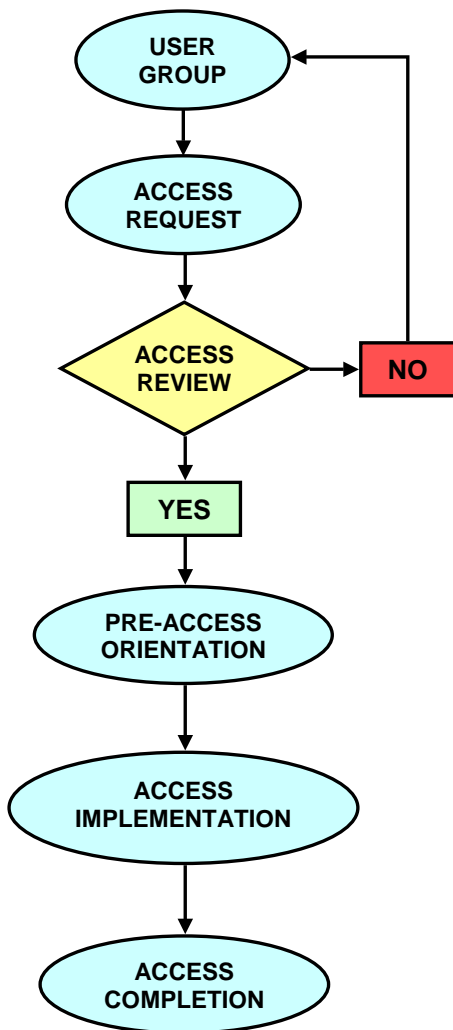 USER
GROUP
ACCESS
REQUEST
ACCESS
REVIEW
NO
YES
PRE-ACCESS
ORIENTATION
ACCESS
IMPLEMENTATION
ACCESS
COMPLETION